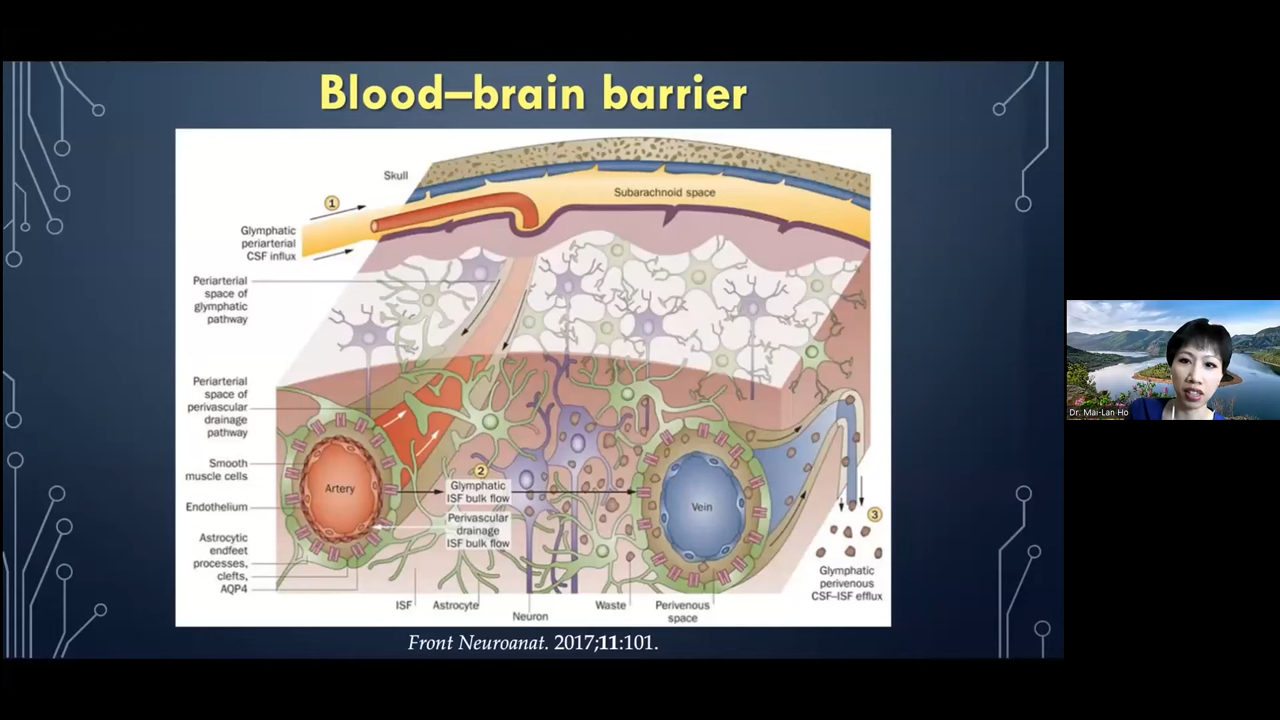 Blood–brain barrier
Skull
1
Subarachnoid space
Glymphatic
periarterial
CSF influx
Periarterial
space of
glymphatic
pathway
Periarterial
space of
perivascular
drainage
pathway
Smooth
muscle cells
Endothelium
Astrocytic
endfeet
processes,
clefts,
AQP4
Artery
2
Glymphatic
ISF bulk flow
Perivascular
drainage
ISF bulk flow
Vein
3
Glymphatic
perivenous
CSF–ISF efflux
ISF
Astrocyte
Neuron
Waste
Perivenous
space
Front Neuroanat. 2017;11:101.
Dr. Mai-Lan Ho